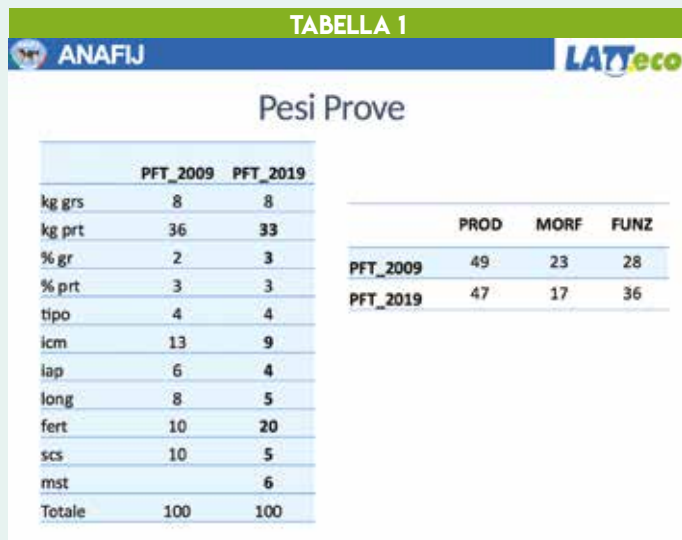 TABELLA 1
ANAFIJ LATTeco
Pesi Prove
PFT_2009 PFT_2019
kg grs 8 8
kg prt 36 33
% gr 2 3
% prt 3 3
tipo 4 4
icm 13 9
iap 6 4
long 8 5
fert 10 20
scs 10 5
mst 6
Totale 100 100
PROD MORF FUNZ
PFT_2009 49 23 28
PFT_2019 47 17 36